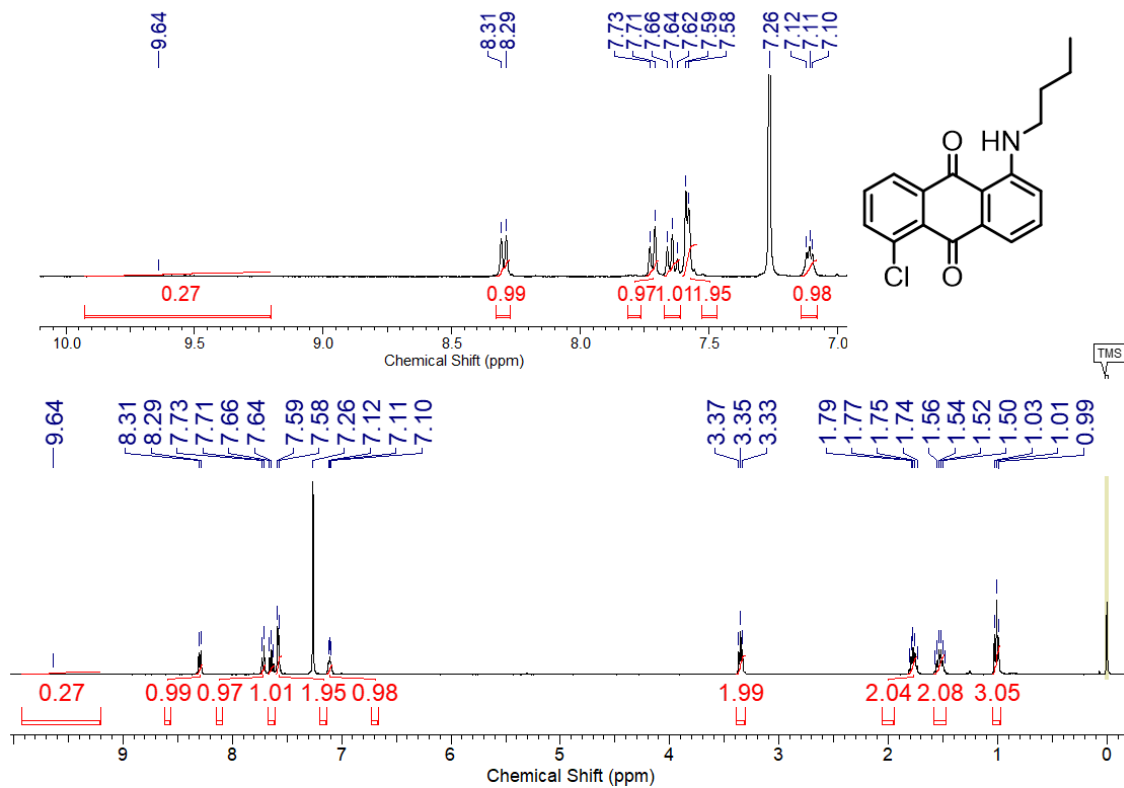 9.64 8.31 8.29 7.73 7.71 7.66 7.64 7.62 7.59 7.58 7.26 7.12 7.11 7.10
O HN
Cl O
0.27 0.99 0.97 1.01 1.95 0.98
10.0 9.5 9.0 8.5 8.0 7.5 7.0
Chemical Shift (ppm)
TMS
9.64 8.31 8.29 7.73 7.71 7.66 7.64 7.59 7.58 7.26 7.12 7.11 7.10 3.37 3.35 3.33 1.79 1.77 1.75 1.74 1.56 1.54 1.52 1.50 1.03 1.01 0.99
0.27 0.99 0.97 1.01 1.95 0.98 1.99 2.04 2.08 3.05
9 8 7 6 5 4 3 2 1 0
Chemical Shift (ppm)